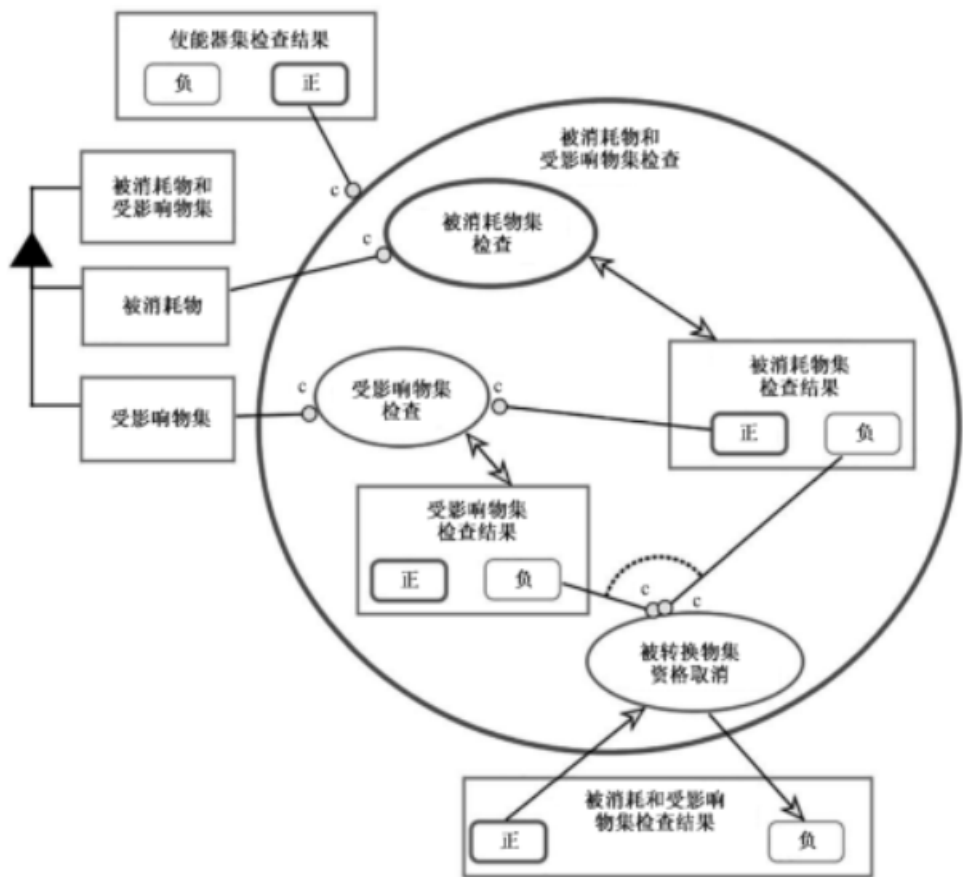 使能器集检查结果
负
正
被消耗物和
受影响物集检查
c
被消耗物和
受影响物集
被消耗物集
检查
c
被消耗物
被消耗物集
检查结果
正
负
c
受影响物集
检查
c
受影响物集
受影响物集
检查结果
正
负
c
c
被转换物集
资格取消
被消耗和受影响
物集检查结果
正
负